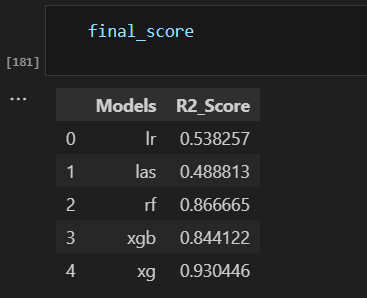 final_score
[181]
...
Models R2_Score
0 lr 0.538257
1 las 0.488813
2 rf 0.866665
3 xgb 0.844122
4 xg 0.930446